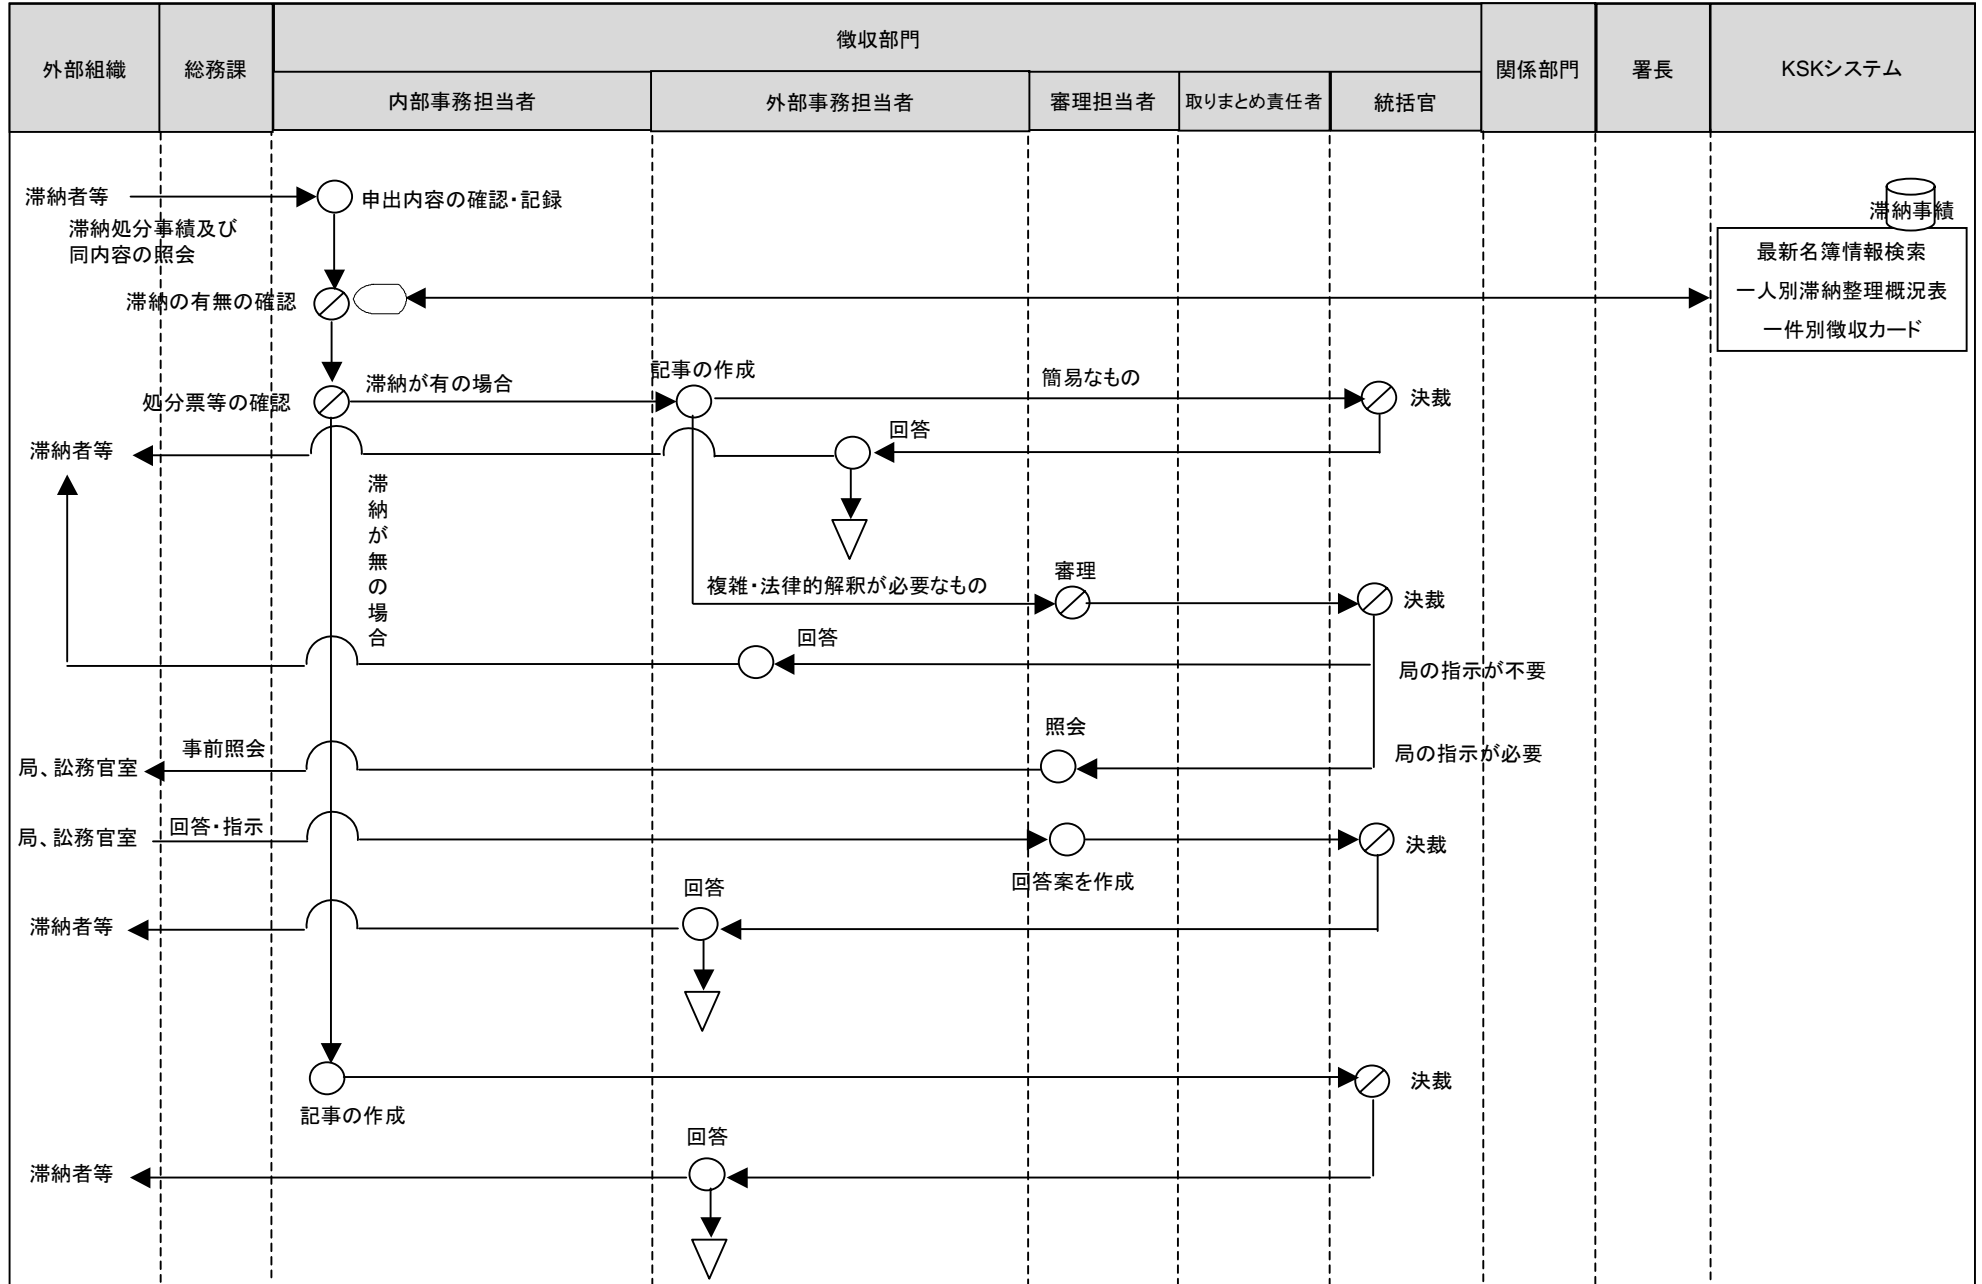 外部組織
総務課
徴収部門
内部事務担当者
外部事務担当者
審理担当者
取りまとめ責任者
統括官
関係部門
署長
KSKシステム
滞納者等
申出内容の確認・記録
滞納処分事績及び
同内容の照会
滞納事績
最新名簿情報検索
一人別滞納整理概況表
一件別徴収カード
滞納の有無の確認
処分票等の確認
滞納が有の場合
記事の作成
簡易なもの
決裁
滞納者等
回答
滞納が無の場合
複雑・法律的解釈が必要なもの
審理
決裁
回答
局の指示が不要
局、訟務官室
事前照会
照会
局の指示が必要
局、訟務官室
回答・指示
回答案を作成
決裁
滞納者等
回答
記事の作成
決裁
滞納者等
回答